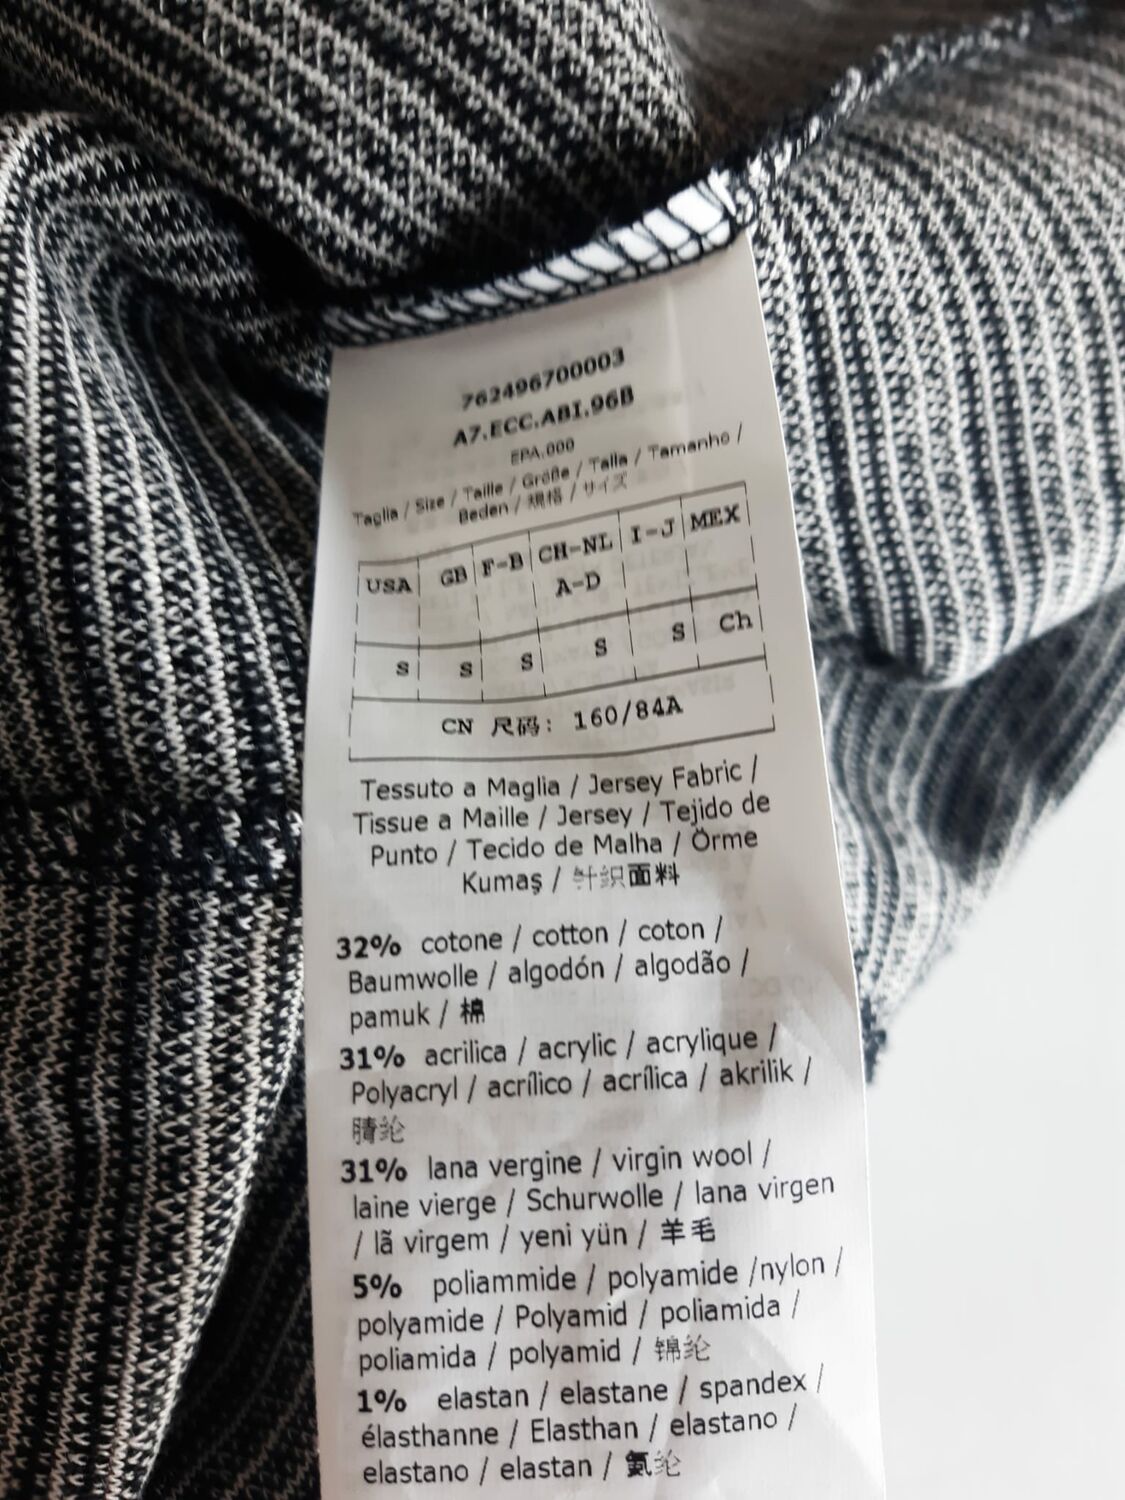 762496700003
A7.ECC.ABI.96B
EPA.000
Taglia / Size / Taille / Größe / Talla / Tamanho /
Beden / 規格 / サイズ
USA GB F-B CH-NL I-J MEX
A-D
S S S S S Ch
CN 尺码: 160/84A
Tessuto a Maglia / Jersey Fabric /
Tissue a Maille / Jersey / Tejido de
Punto / Tecido de Malha / Örme
Kumaş / 针织面料
32% cotone / cotton / coton /
Baumwolle / algodón / algodão /
pamuk / 棉
31% acrilica / acrylic / acrylique /
Polyacryl / acrílico / acrílica / akrilik /
腈纶
31% lana vergine / virgin wool /
laine vierge / Schurwolle / lana virgen
/ lã virgem / yeni yün / 羊毛
5% poliammide / polyamide /nylon /
polyamide / Polyamid / poliamida /
poliamida / polyamid / 锦纶
1% elastan / elastane / spandex /
élasthanne / Elasthan / elastano /
elastano / elastan / 氨纶